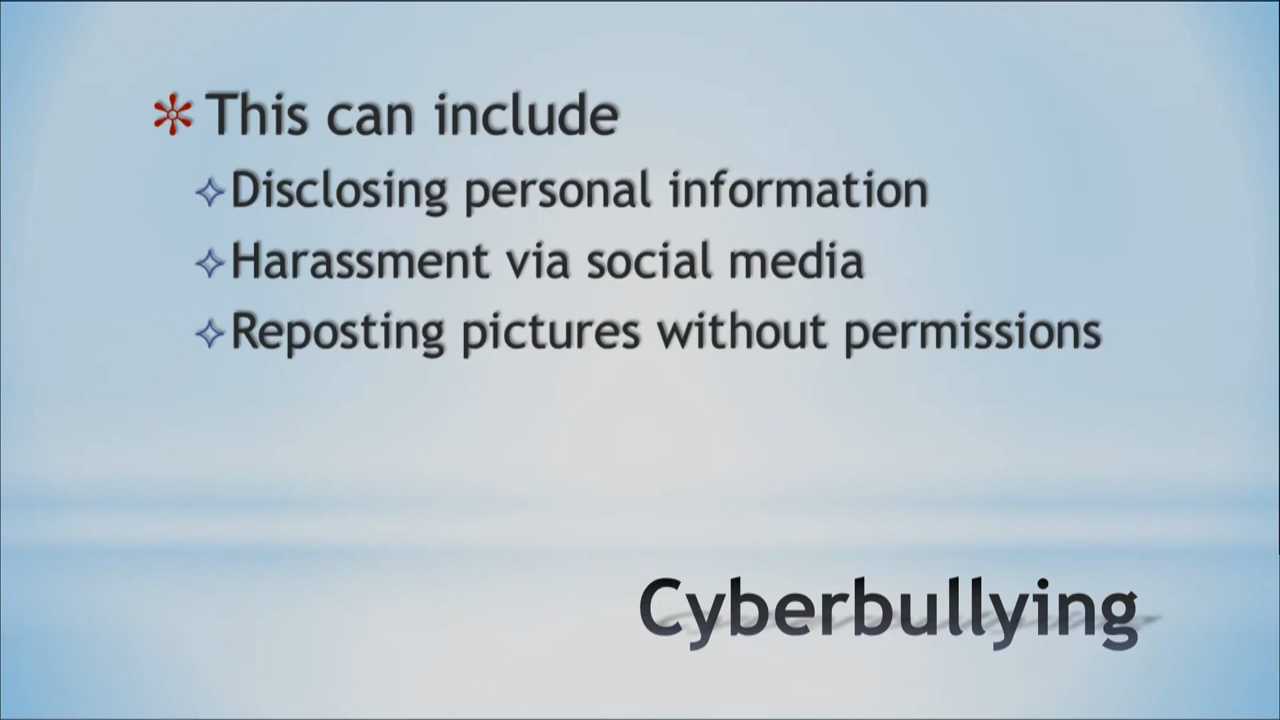 This can include
Disclosing personal information
Harassment via social media
Reposting pictures without permissions
Cyberbullying